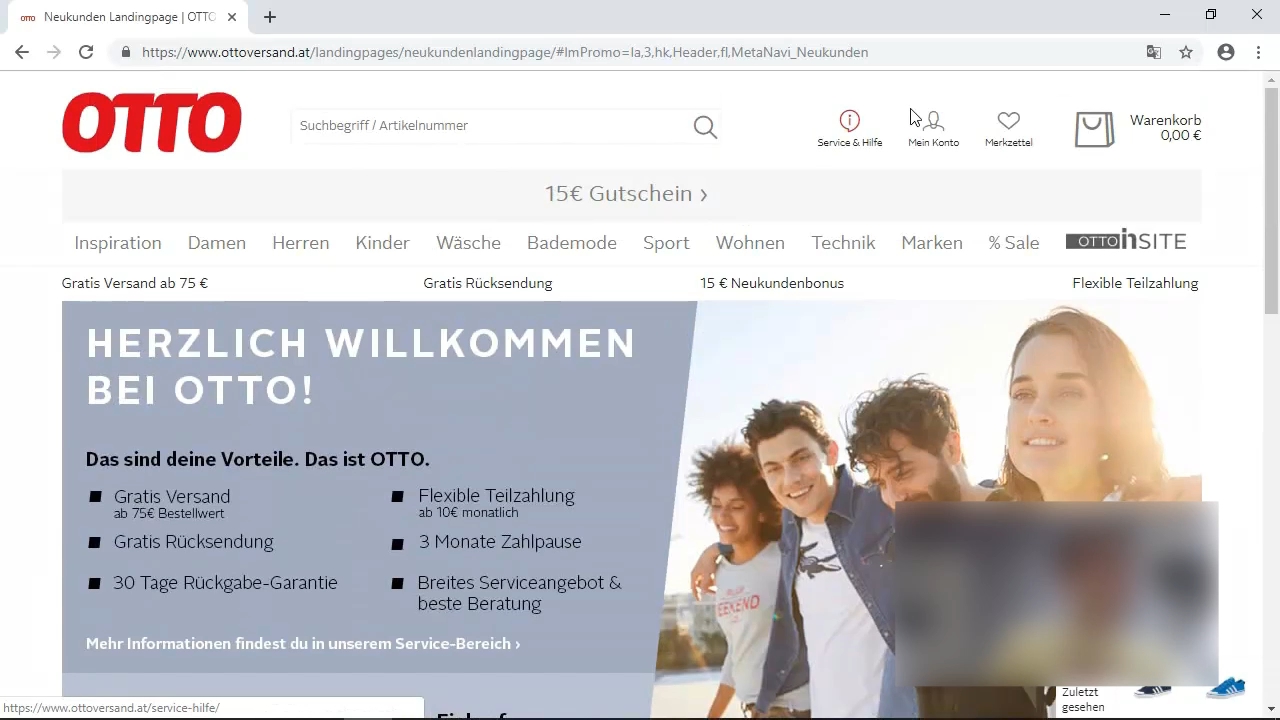 otto Neukunden Landingpage | OTTO
https://www.ottoversand.at/landingpages/neukundenlandingpage/#lmPromo=la,3,hk,Header,fl,MetaNavi_Neukunden
OTTO
Suchbegriff / Artikelnummer
Service & Hilfe
Mein Konto
Merkzettel
Warenkorb
0,00 €
15€ Gutschein ›
Inspiration Damen Herren Kinder Wäsche Bademode Sport Wohnen Technik Marken % Sale OTTO inSITE
Gratis Versand ab 75 € Gratis Rücksendung 15 € Neukundenbonus Flexible Teilzahlung
HERZLICH WILLKOMMEN
BEI OTTO!
Das sind deine Vorteile. Das ist OTTO.
Gratis Versand
ab 75€ Bestellwert
Gratis Rücksendung
30 Tage Rückgabe-Garantie
Flexible Teilzahlung
ab 10€ monatlich
3 Monate Zahlpause
Breites Serviceangebot &
beste Beratung
Mehr Informationen findest du in unserem Service-Bereich ›
Zuletzt
gesehen
https://www.ottoversand.at/service-hilfe/